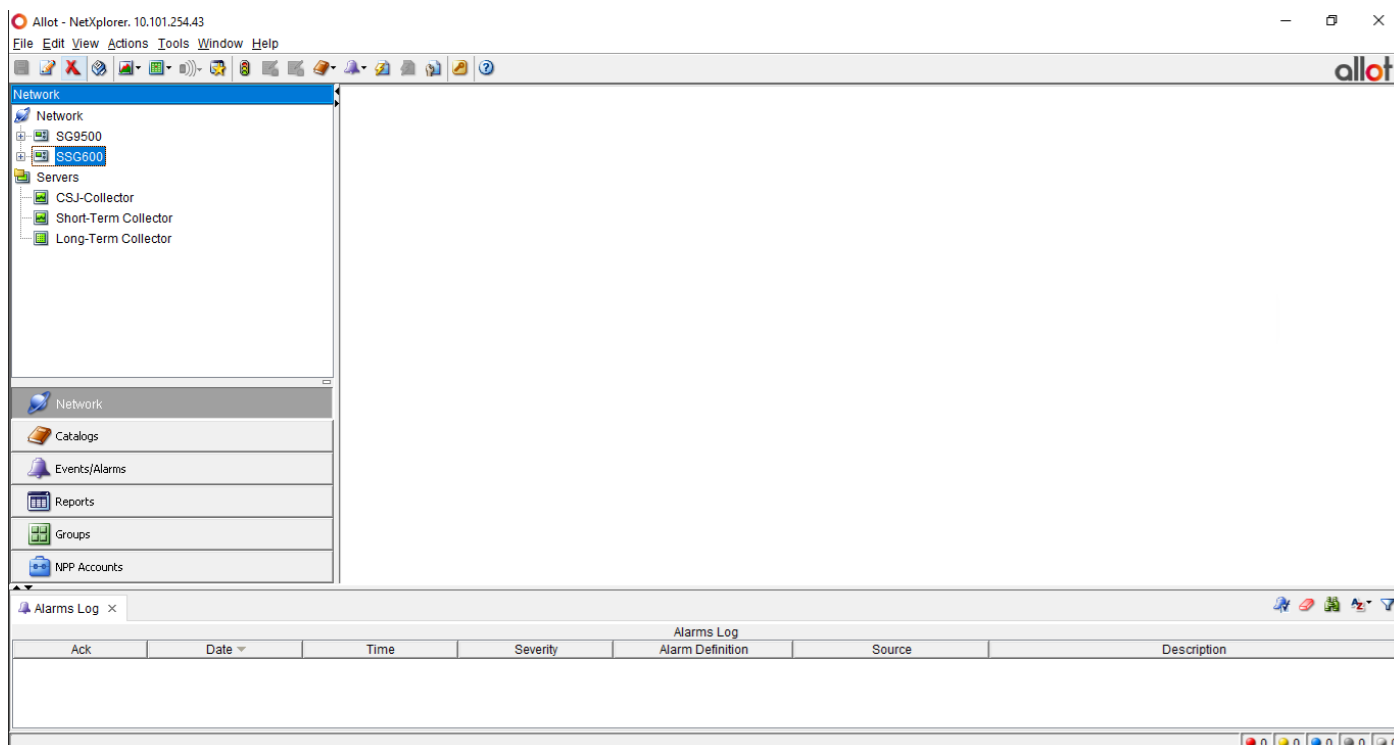 Allot - NetXplorer. 10.101.254.43
File Edit View Actions Tools Window Help
allot
Network
Network
SG9500
SSG600
Servers
CSJ-Collector
Short-Term Collector
Long-Term Collector
Network
Catalogs
Events/Alarms
Reports
Groups
NPP Accounts
Alarms Log
Alarms Log
Ack Date Time Severity Alarm Definition Source Description
0 0 0 0 0